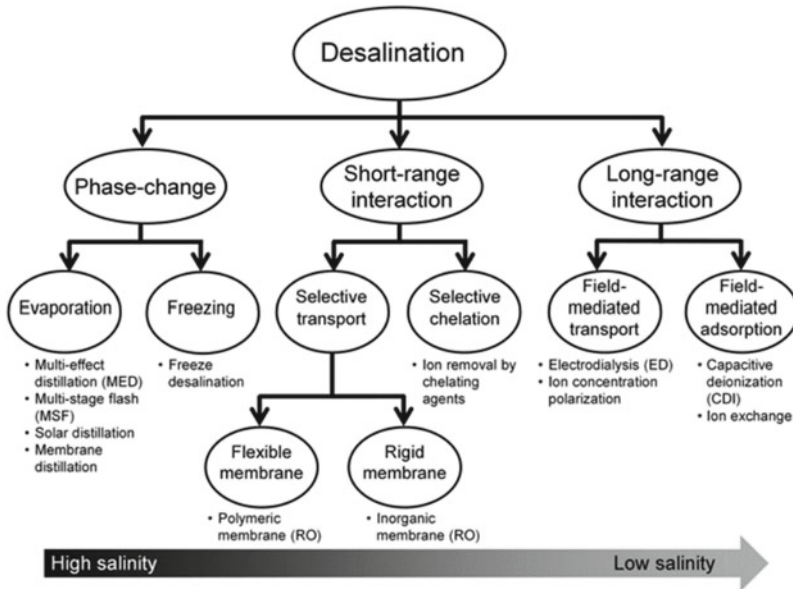 Desalination
Phase-change
Short-range
interaction
Long-range
interaction
Evaporation
Freezing
Selective
transport
Selective
chelation
Field-
mediated
transport
Field-
mediated
adsorption
• Multi-effect
distillation (MED)
• Multi-stage flash
(MSF)
• Solar distillation
• Membrane
distillation
• Freeze
desalination
• Ion removal by
chelating
agents
• Electrodialysis (ED)
• Ion concentration
polarization
• Capacitive
deionization
(CDI)
• Ion exchange
Flexible
membrane
Rigid
membrane
• Polymeric
membrane (RO)
• Inorganic
membrane (RO)
High salinity
Low salinity